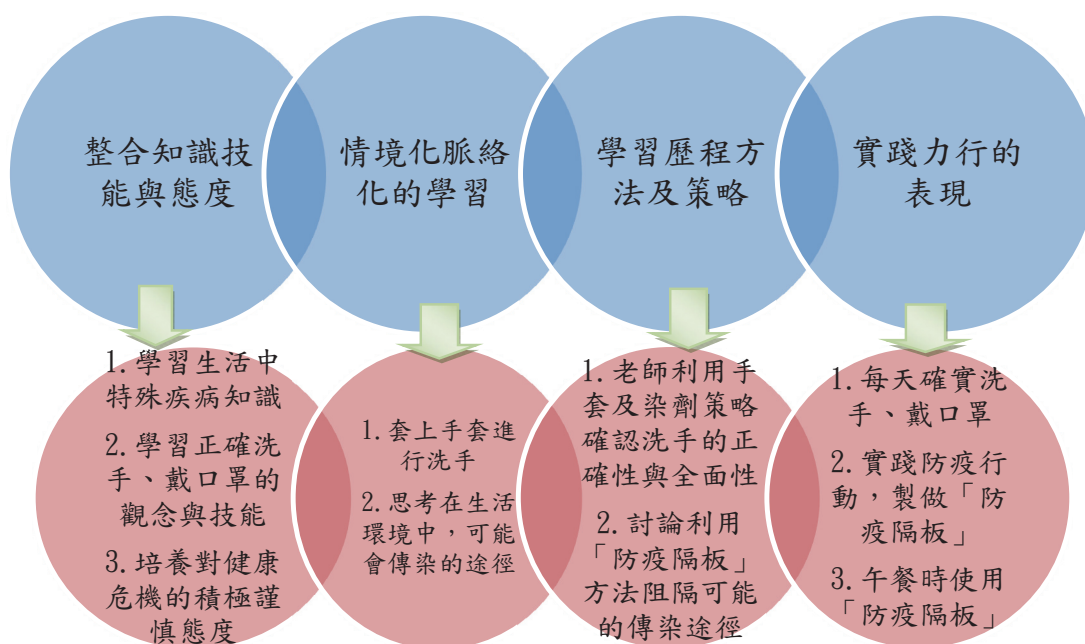 整合知識技
能與態度
情境化脈絡
化的學習
學習歷程方
法及策略
實踐力行的
表現
1.學習生活中
特殊疾病知識
2.學習正確洗
手、戴口罩的
觀念與技能
3.培養對健康
危機的積極謹
慎態度
1.套上手套進
行洗手
2.思考在生活
環境中，可能
會傳染的途徑
1.老師利用手
套及染劑策略
確認洗手的正
確性與全面性
2.討論利用
「防疫隔板」
方法阻隔可能
的傳染途徑
1.每天確實洗
手、戴口罩
2.實踐防疫行
動，製做「防
疫隔板」
3.午餐時使用
「防疫隔板」